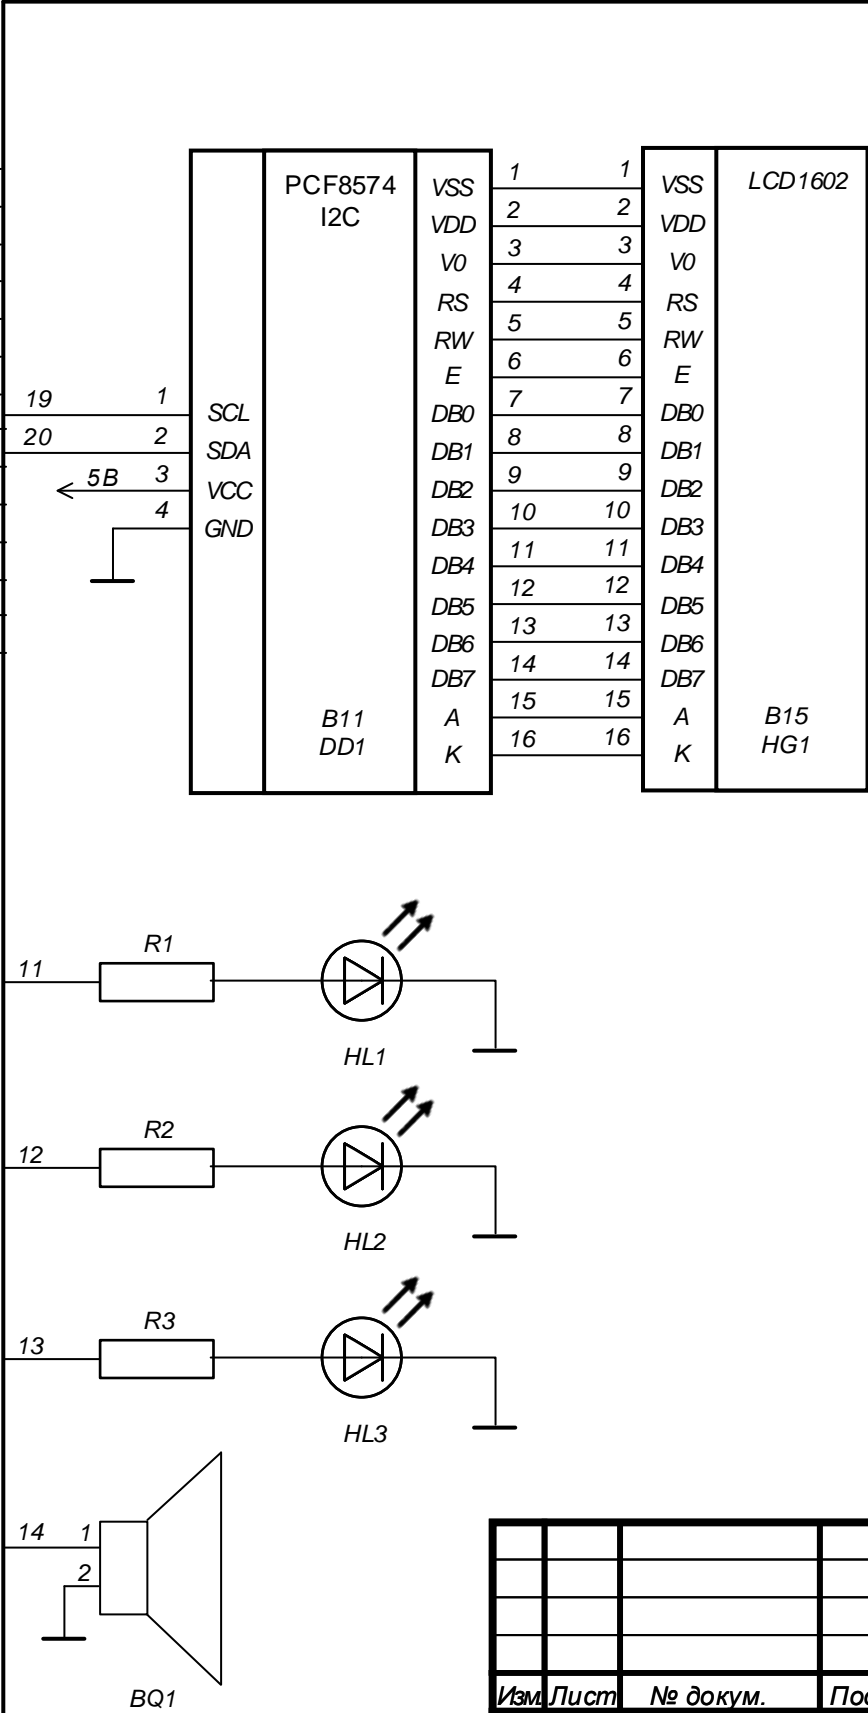 PCF8574
I2C
LCD1602
VSS 1 1 VSS
VDD 2 2 VDD
V0 3 3 V0
RS 4 4 RS
RW 5 5 RW
E 6 6 E
19 1 SCL DB0 7 7 DB0
20 2 SDA DB1 8 8 DB1
5В 3 VCC DB2 9 9 DB2
4 GND DB3 10 10 DB3
DB4 11 11 DB4
DB5 12 12 DB5
DB6 13 13 DB6
DB7 14 14 DB7
A 15 15 A
K 16 16 K
B11
DD1
B15
HG1
R1
11
HL1
R2
12
HL2
R3
13
HL3
14 1
2
BQ1
Изм Лист № докум.